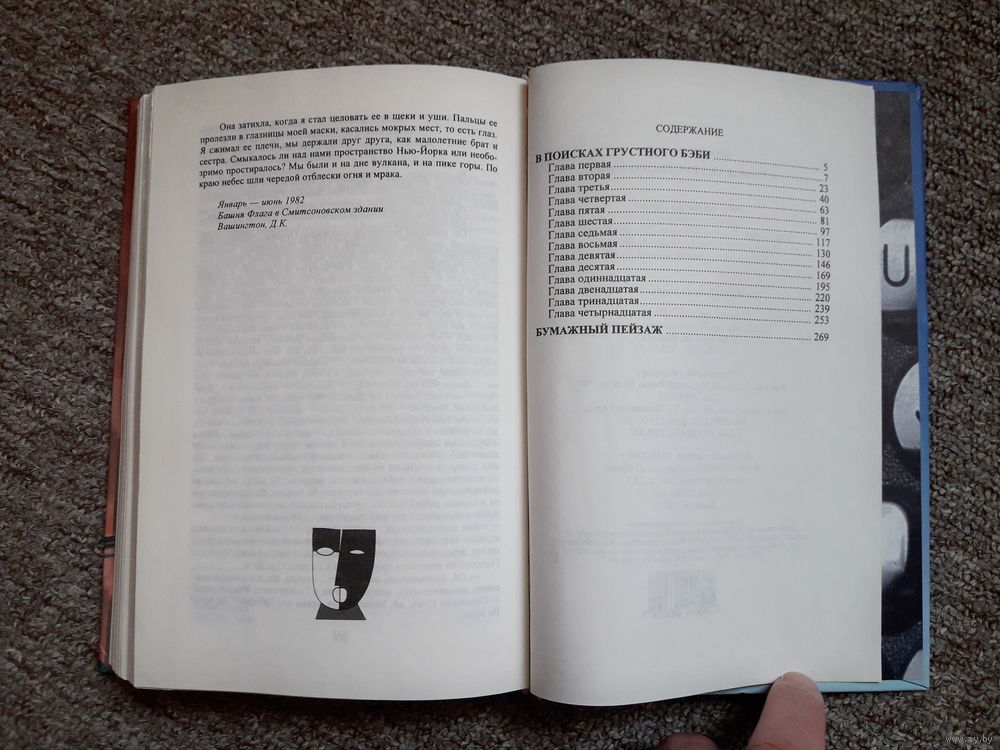 Она затихла, когда я стал целовать ее в щеки и уши. Пальцы ее
пролезли в глазницы моей маски, касались мокрых мест, то есть глаз.
Я сжимал ее плечи, мы держали друг друга, как малолетние брат и
сестра. Смыкалось ли над нами пространство Нью-Йорка или необо-
зримо простиралось? Мы были и на дне вулкана, и на пике горы. По
краю небес шли чередой отблески огня и мрака.
Январь — июнь 1982
Башня Флага в Смитсоновском здании
Вашингтон, Д.К.
СОДЕРЖАНИЕ
В ПОИСКАХ ГРУСТНОГО БЭБИ ........ 5
Глава первая ........ 7
Глава вторая ........ 23
Глава третья ........ 40
Глава четвертая ........ 63
Глава пятая ........ 81
Глава шестая ........ 97
Глава седьмая ........ 117
Глава восьмая ........ 130
Глава девятая ........ 146
Глава десятая ........ 169
Глава одиннадцатая ........ 195
Глава двенадцатая ........ 220
Глава тринадцатая ........ 239
Глава четырнадцатая ........ 253
БУМАЖНЫЙ ПЕЙЗАЖ ........ 269
U
www.ay.by